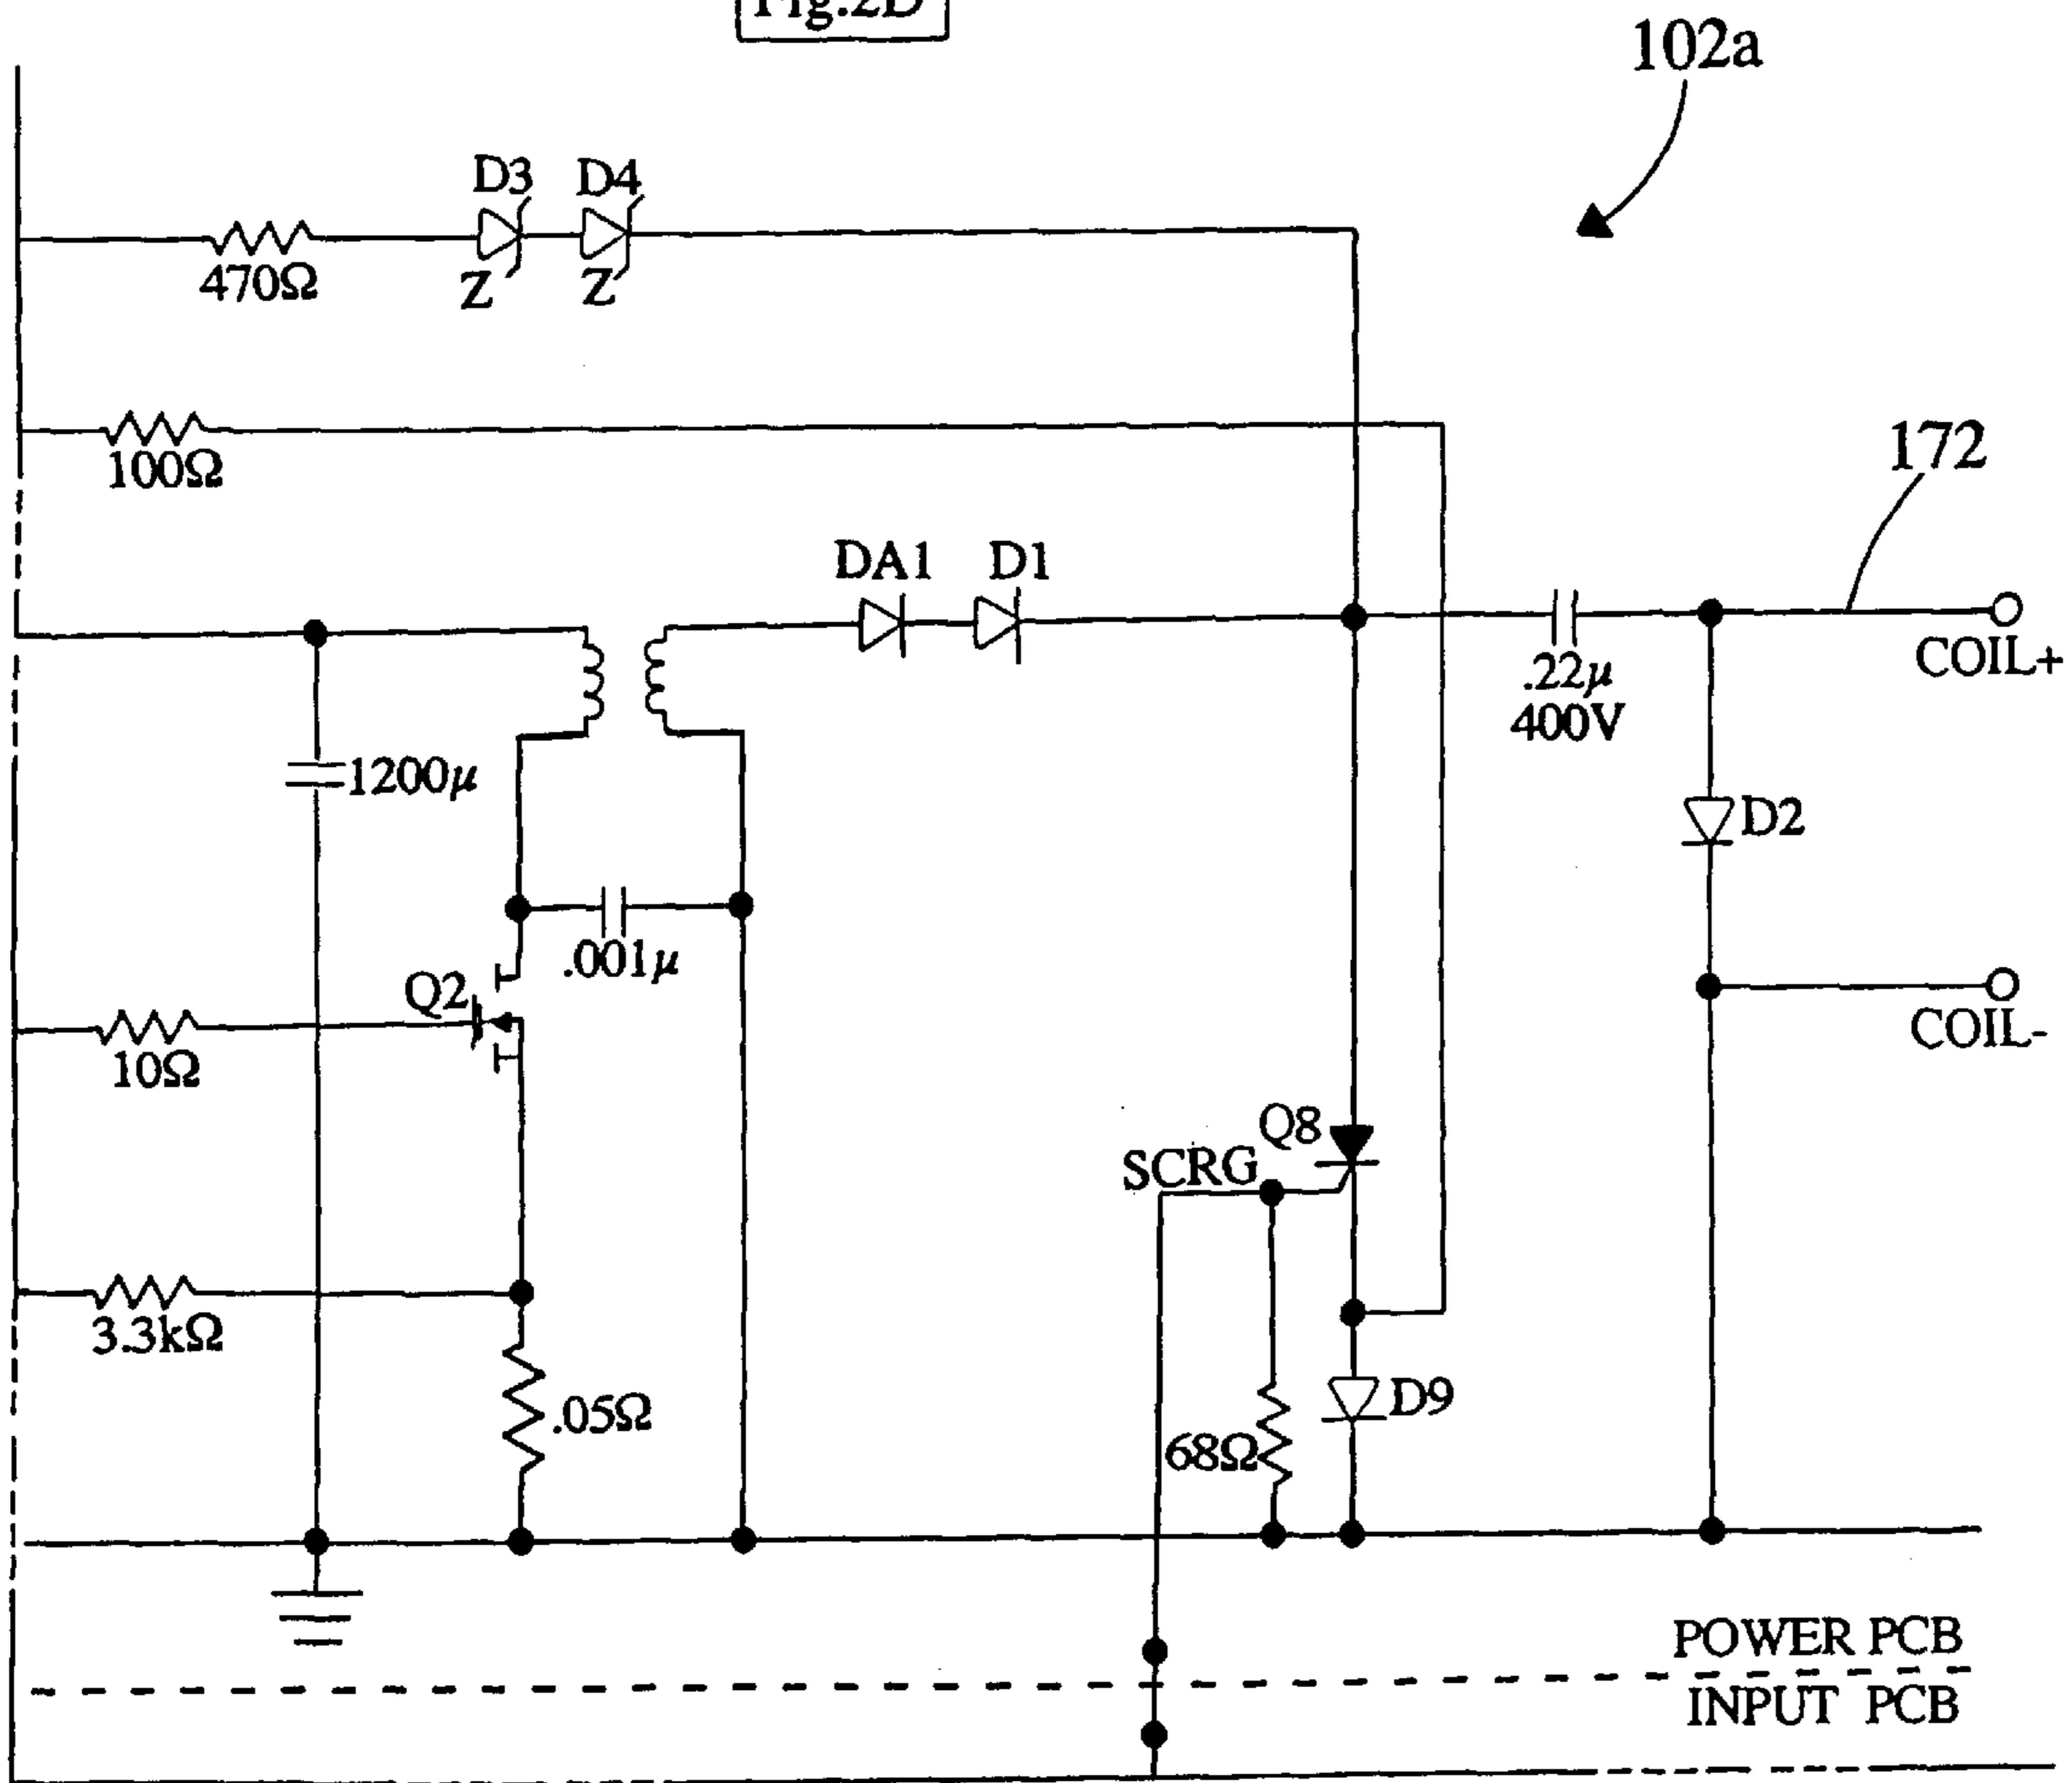 Fig.2D
102a
D3 D4
Z Z
470Ω
100Ω
172
DA1 D1
COIL+
.22μ
400V
1200μ
D2
.001μ
Q2
COIL-
10Ω
Q8
SCRG
3.3kΩ
D9
.05Ω
68Ω
POWER PCB
INPUT PCB